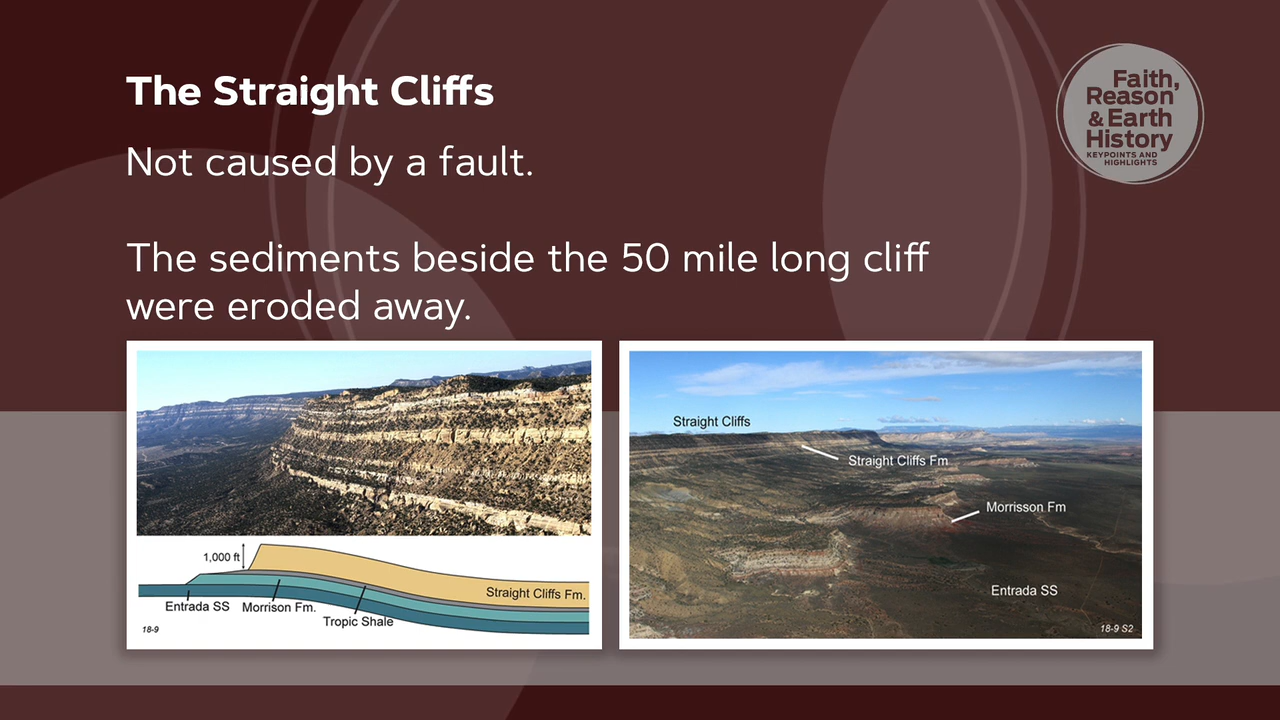 The Straight Cliffs
Faith,
Reason
& Earth
History
KEYPOINTS AND
HIGHLIGHTS
Not caused by a fault.
The sediments beside the 50 mile long cliff
were eroded away.
1,000 ft
Straight Cliffs Fm.
Entrada SS
Morrison Fm.
Tropic Shale
18-9
Straight Cliffs
Straight Cliffs Fm
Morrisson Fm
Entrada SS
18-9 S2